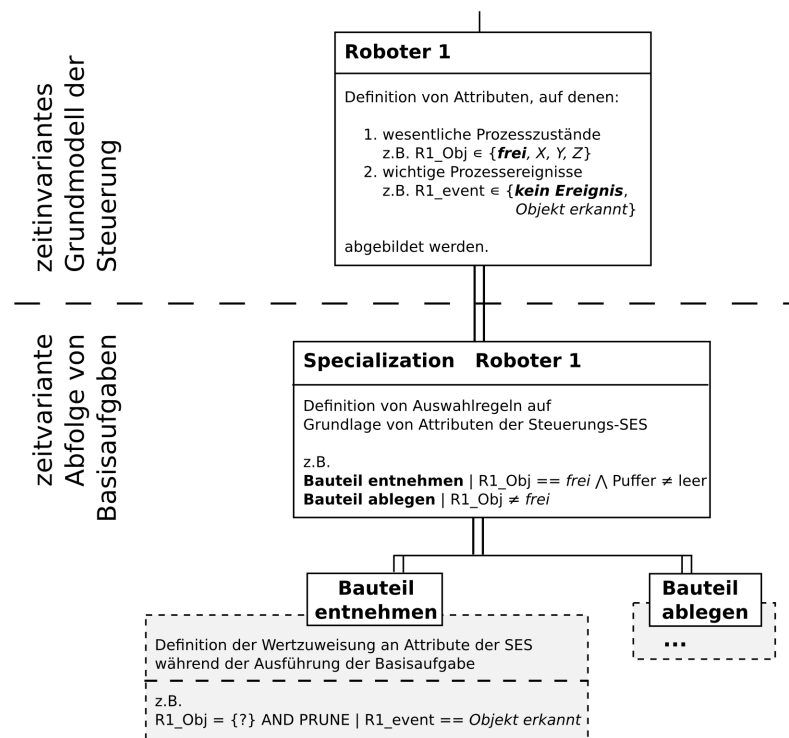 zeitinvariantes
Grundmodell der
Steuerung
Roboter 1
Definition von Attributen, auf denen:
1. wesentliche Prozesszustände
z.B. R1_Obj ∈ {frei, X, Y, Z}
2. wichtige Prozessereignisse
z.B. R1_event ∈ {kein Ereignis,
Objekt erkannt}
abgebildet werden.
zeitvariante
Abfolge von
Basisaufgaben
Specialization Roboter 1
Definition von Auswahlregeln auf
Grundlage von Attributen der Steuerungs-SES
z.B.
Bauteil entnehmen | R1_Obj == frei ⋀ Puffer ≠ leer
Bauteil ablegen | R1_Obj ≠ frei
Bauteil
entnehmen
Definition der Wertzuweisung an Attribute der SES
während der Ausführung der Basisaufgabe
z.B.
R1_Obj = {?} AND PRUNE | R1_event == Objekt erkannt
Bauteil
ablegen
...